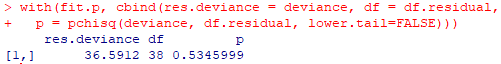 > with(fit.p, cbind(res.deviance = deviance, df = df.residual,
+   p = pchisq(deviance, df.residual, lower.tail=FALSE)))
     res.deviance df         p
[1,]      36.5912 38 0.5345999